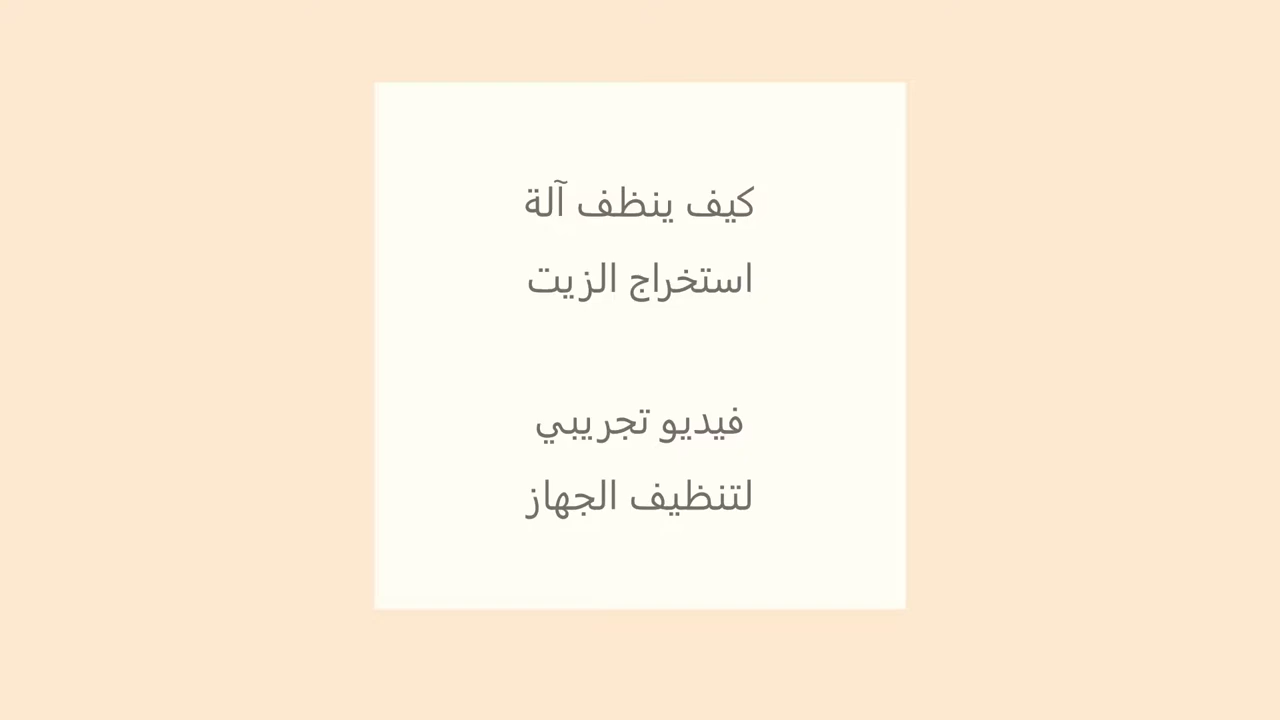 كيف ينظف آلة
استخراج الزيت
فيديو تجريبي
لتنظيف الجهاز